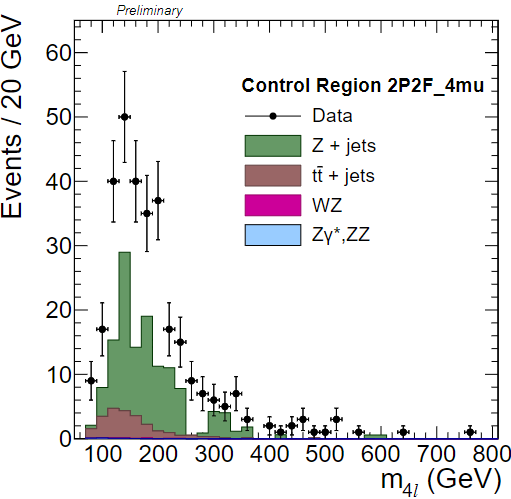 Preliminary
Events / 20 GeV
60
50
40
30
20
10
0
Control Region 2P2F_4mu
Data
Z + jets
tt̄ + jets
WZ
Zγ*,ZZ
100 200 300 400 500 600 700 800
m4l (GeV)